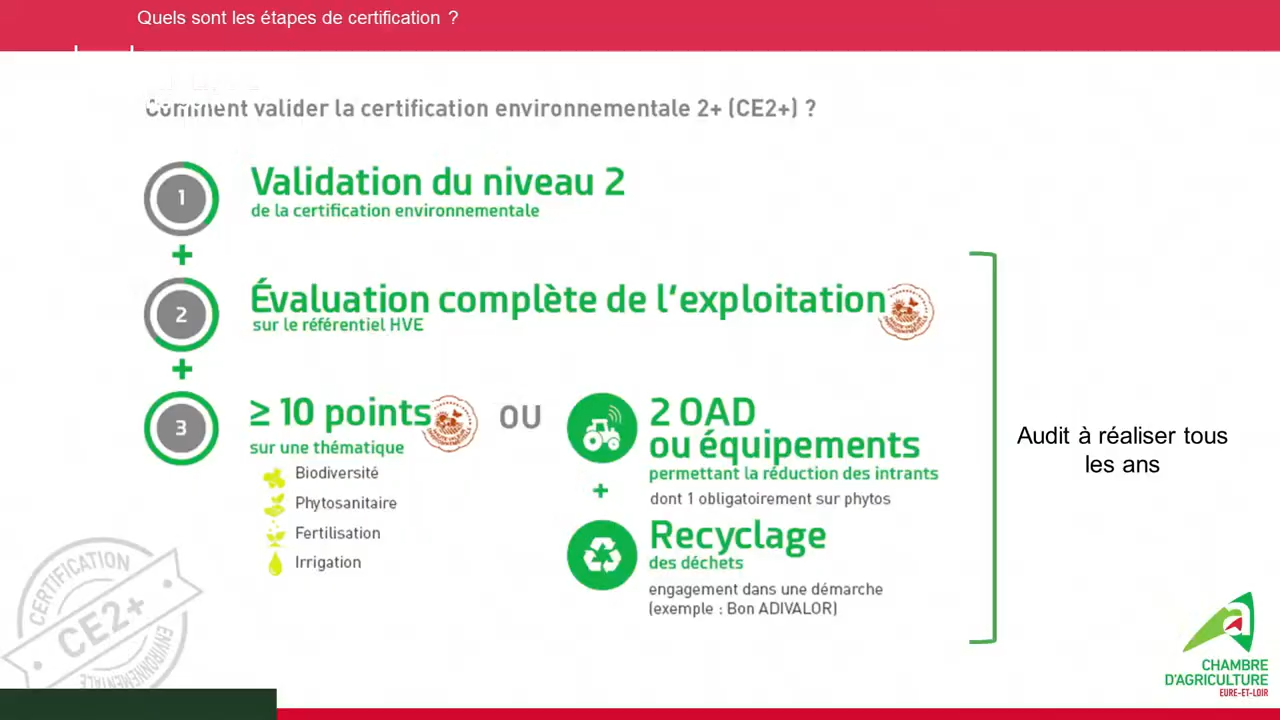 Quels sont les étapes de certification ?
Comment valider la certification environnementale 2+ (CE2+) ?
1
Validation du niveau 2
de la certification environnementale
+
2
Évaluation complète de l'exploitation
sur le référentiel HVE
+
3
≥ 10 points
sur une thématique
Biodiversité
Phytosanitaire
Fertilisation
Irrigation
OU
2 OAD
ou équipements
permettant la réduction des intrants
+
dont 1 obligatoirement sur phytos
Recyclage
des déchets
engagement dans une démarche
(exemple : Bon ADIVALOR)
Audit à réaliser tous
les ans
CERTIFICATION
CE2+
ENVIRONNEMENTALE
a
CHAMBRE
D'AGRICULTURE
EURE-ET-LOIR